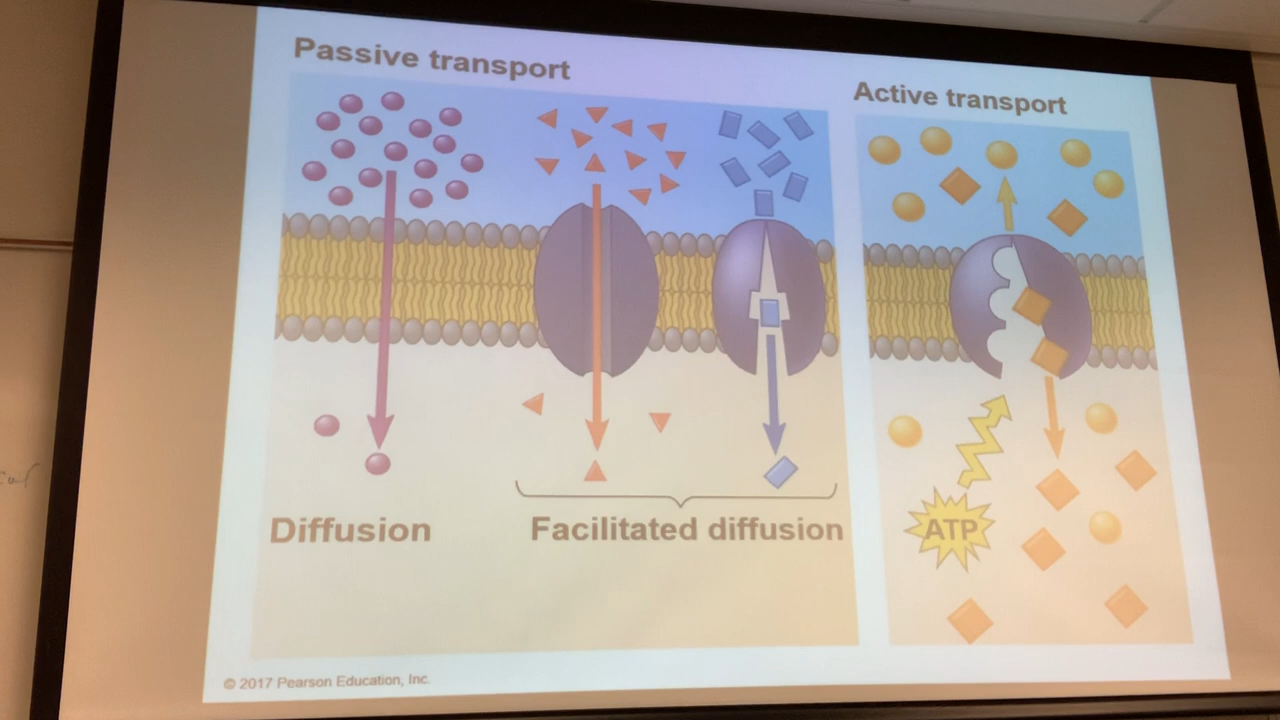 Passive transport
Active transport
ATP
Diffusion
Facilitated diffusion
© 2017 Pearson Education, Inc.